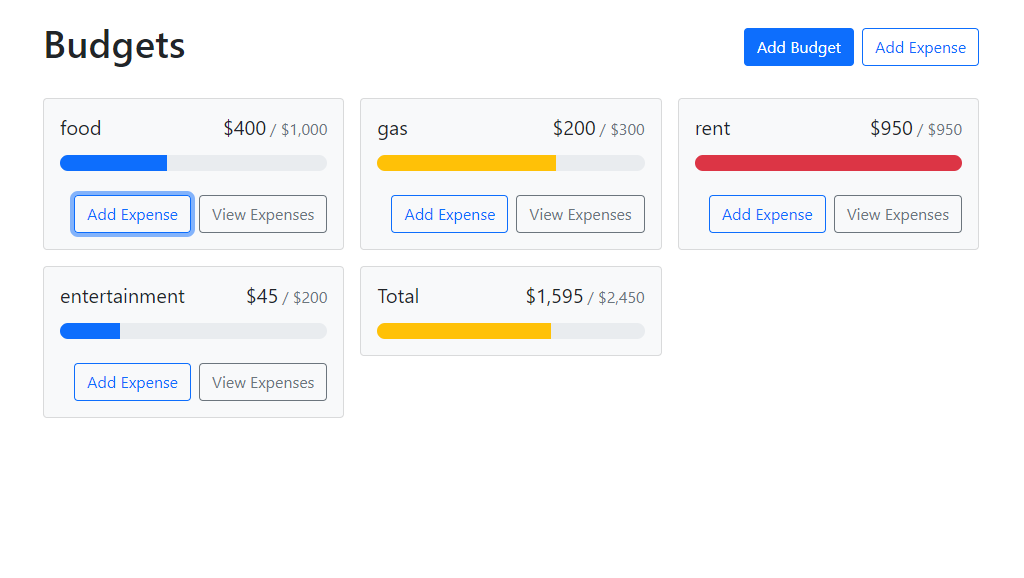 Budgets
Add Budget Add Expense
food $400 / $1,000
Add Expense View Expenses
gas $200 / $300
Add Expense View Expenses
rent $950 / $950
Add Expense View Expenses
entertainment $45 / $200
Add Expense View Expenses
Total $1,595 / $2,450